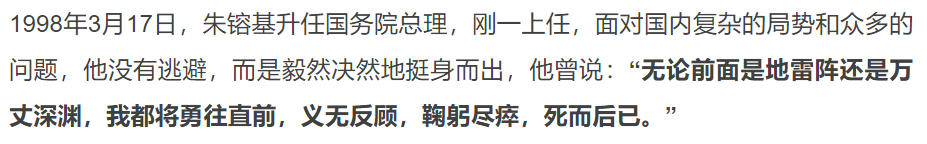 1998年3月17日，朱镕基升任国务院总理，刚一上任，面对国内复杂的局势和众多的
问题，他没有逃避，而是毅然决然地挺身而出，他曾说：“无论前面是地雷阵还是万
丈深渊，我都将勇往直前，义无反顾，鞠躬尽瘁，死而后已。”